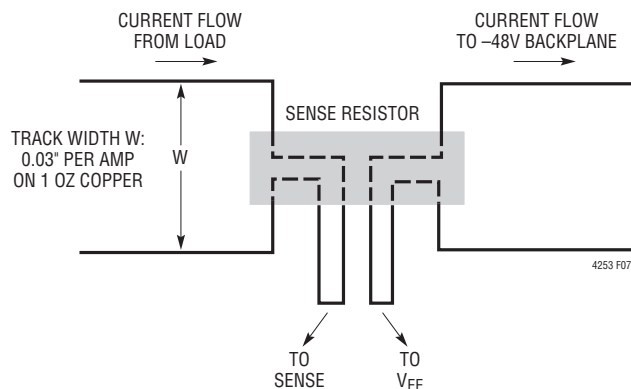 CURRENT FLOW
FROM LOAD
CURRENT FLOW
TO –48V BACKPLANE
SENSE RESISTOR
TRACK WIDTH W:
0.03" PER AMP
ON 1 OZ COPPER
W
4253 F07
TO
SENSE
TO
VEE